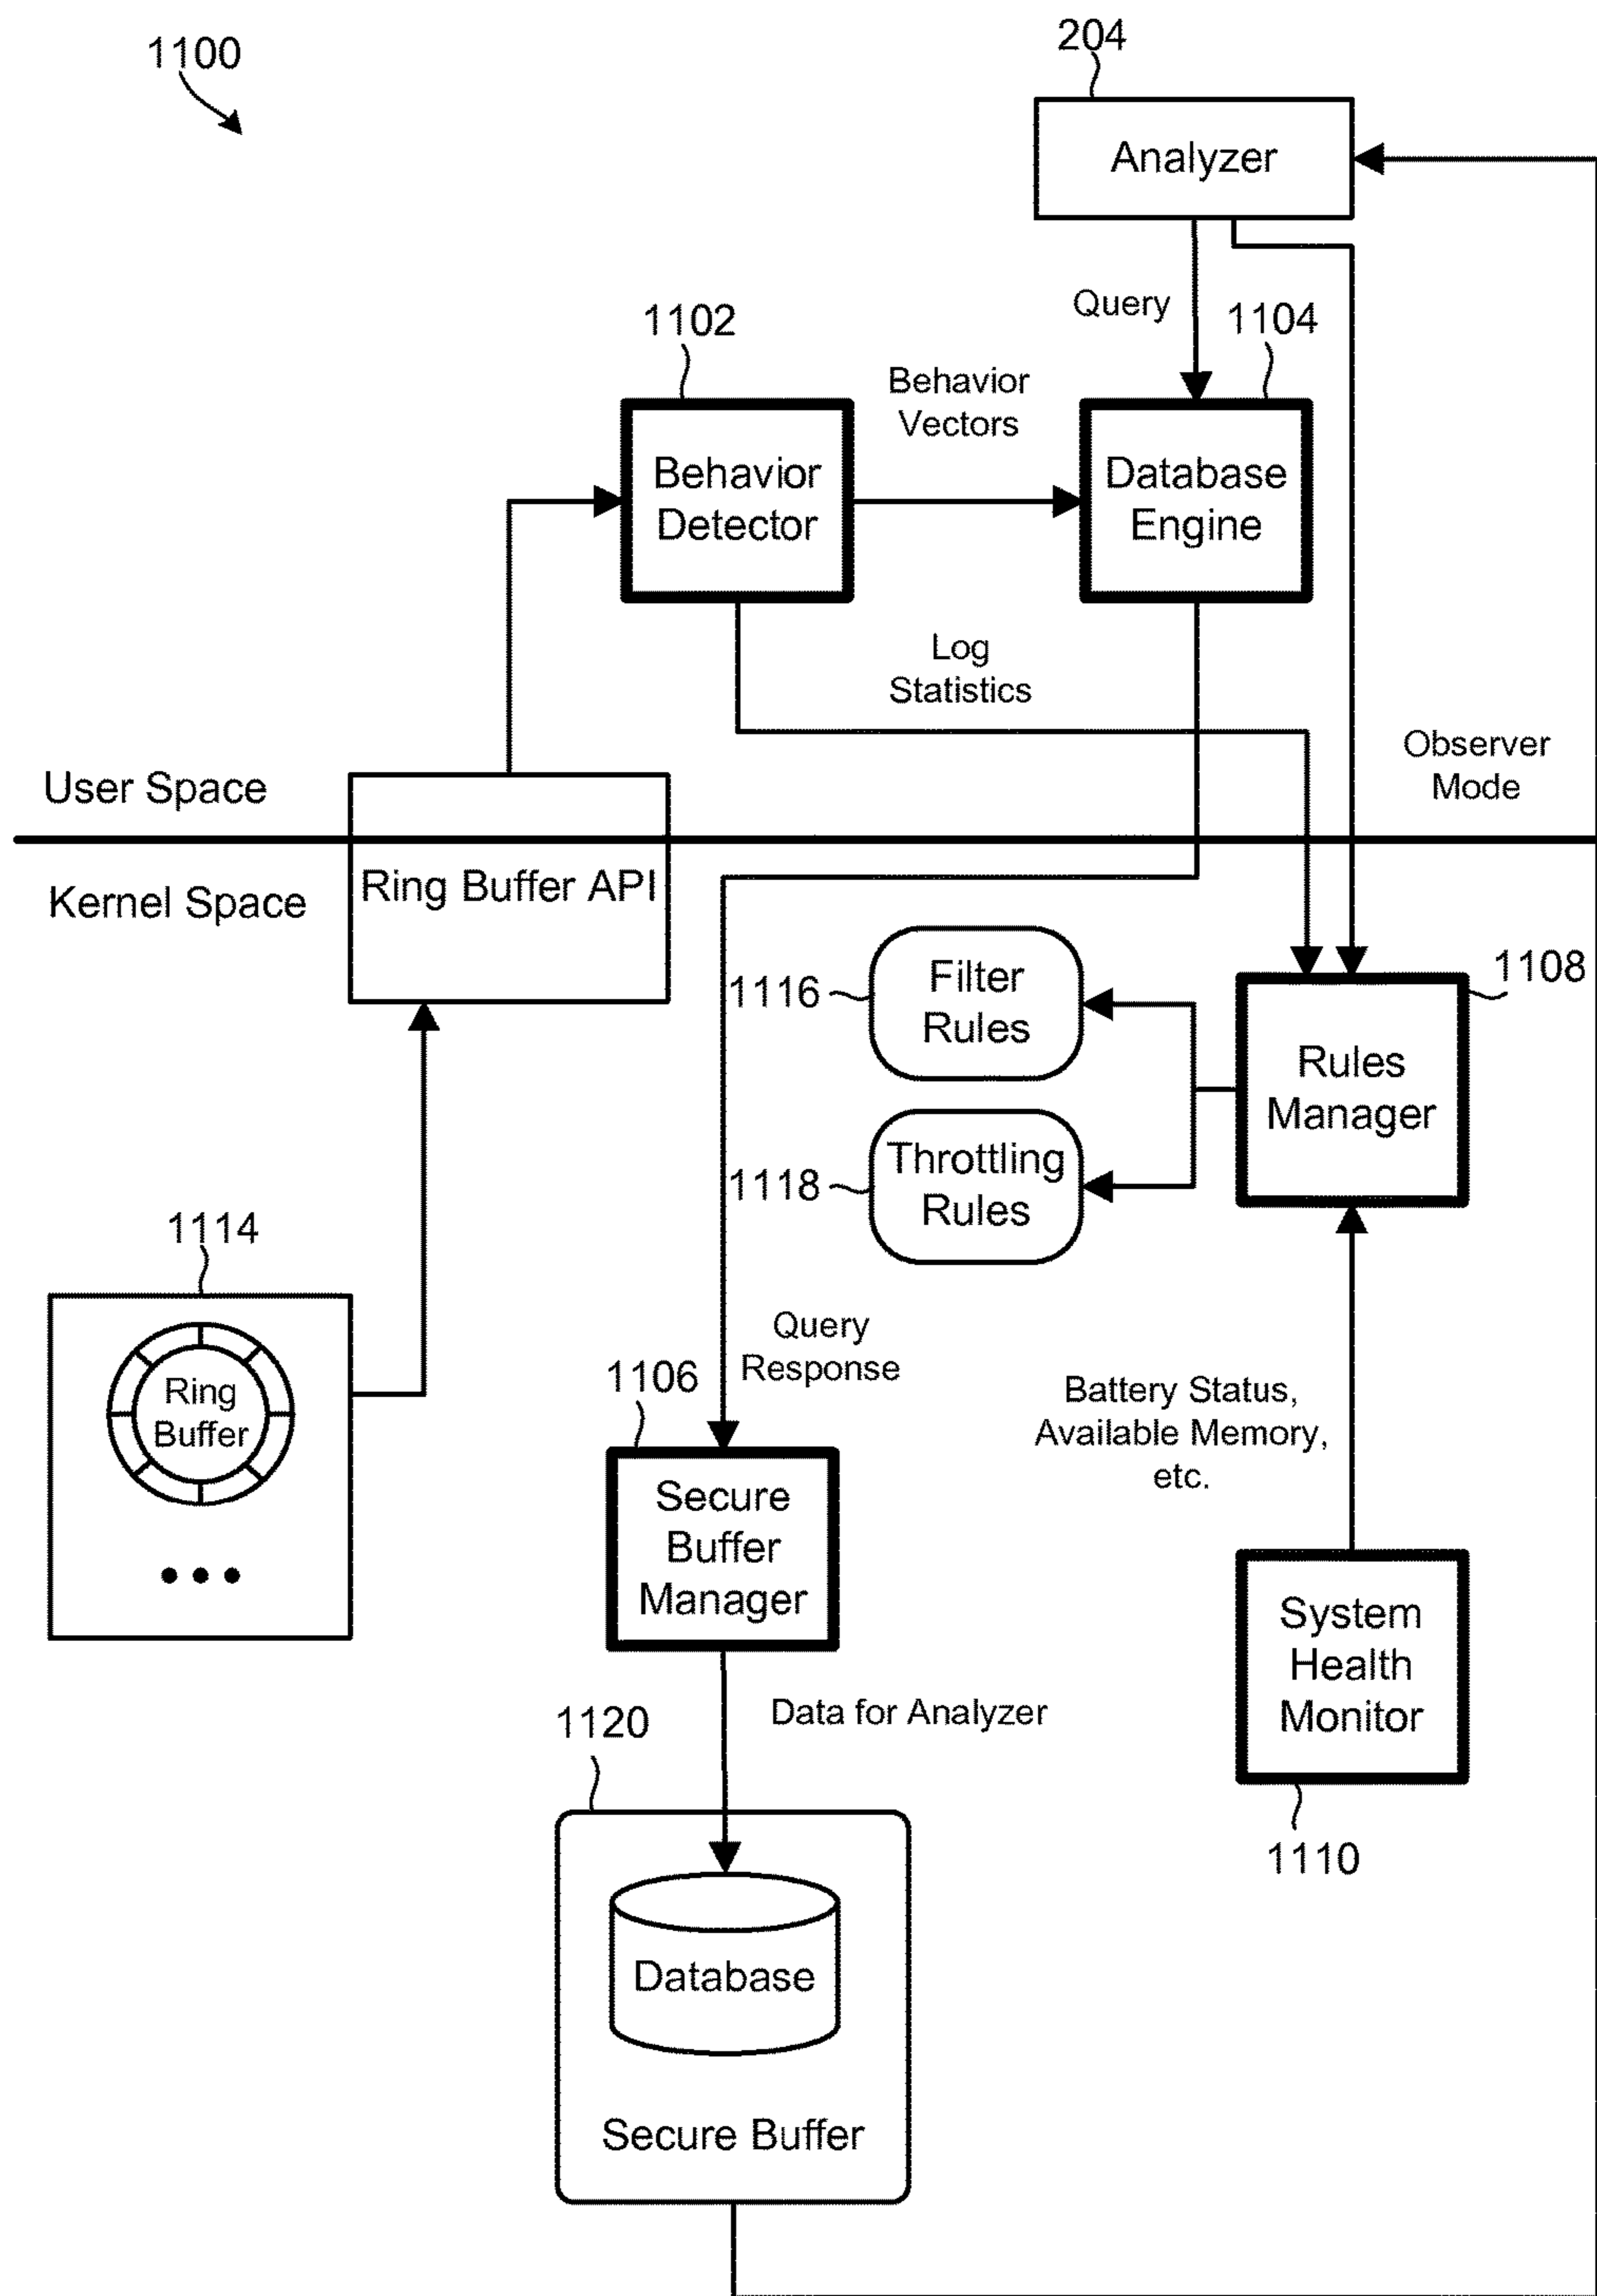 1100
204
Analyzer
Query
1104
1102
Behavior
Vectors
Behavior
Detector
Database
Engine
Log
Statistics
Observer
Mode
User Space
Kernel Space
Ring Buffer API
1116
Filter
Rules
1108
Rules
Manager
1118
Throttling
Rules
1114
Ring
Buffer
Query
Response
1106
Battery Status,
Available Memory,
etc.
Secure
Buffer
Manager
System
Health
Monitor
1110
Data for Analyzer
1120
Database
Secure Buffer